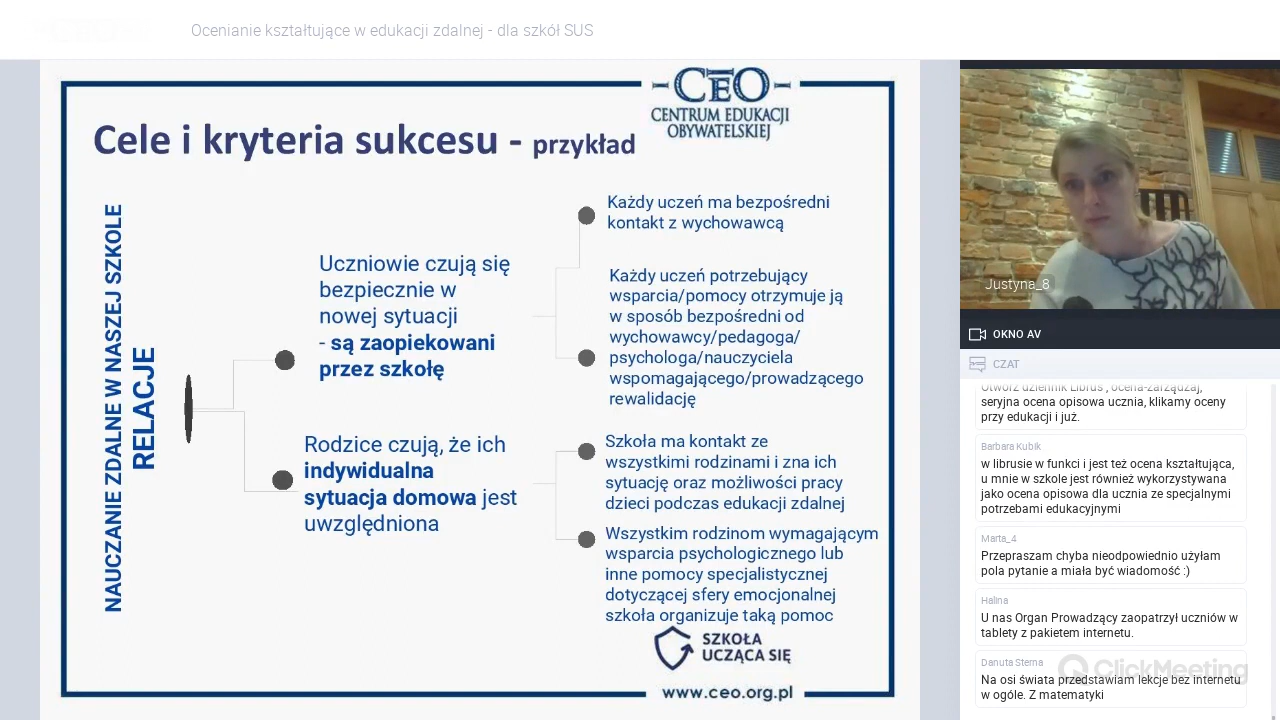 Ocenianie kształtujące w edukacji zdalnej - dla szkół SUS
CEO
CENTRUM EDUKACJI
OBYWATELSKIEJ
Cele i kryteria sukcesu - przykład
NAUCZANIE ZDALNE W NASZEJ SZKOLE
RELACJE
Uczniowie czują się
bezpiecznie w
nowej sytuacji
- są zaopiekowani
przez szkołę
Każdy uczeń ma bezpośredni
kontakt z wychowawcą
Każdy uczeń potrzebujący
wsparcia/pomocy otrzymuje ją
w sposób bezpośredni od
wychowawcy/pedagoga/
psychologa/nauczyciela
wspomagającego/prowadzącego
rewalidację
Rodzice czują, że ich
indywidualna
sytuacja domowa jest
uwzględniona
Szkoła ma kontakt ze
wszystkimi rodzinami i zna ich
sytuację oraz możliwości pracy
dzieci podczas edukacji zdalnej
Wszystkim rodzinom wymagającym
wsparcia psychologicznego lub
inne pomocy specjalistycznej
dotyczącej sfery emocjonalnej
szkoła organizuje taką pomoc
SZKOŁA
UCZĄCA SIĘ
www.ceo.org.pl
Justyna_8
OKNO AV
CZAT
Otwórz dziennik Librus , ocena-zarządzaj,
seryjna ocena opisowa ucznia, klikamy oceny
przy edukacji i już.
Barbara Kubik
w librusie w funkci i jest też ocena kształtująca,
u mnie w szkole jest również wykorzystywana
jako ocena opisowa dla ucznia ze specjalnymi
potrzebami edukacyjnymi
Marta_4
Przepraszam chyba nieodpowiednio użyłam
pola pytanie a miała być wiadomość :)
Halina
U nas Organ Prowadzący zaopatrzył uczniów w
tablety z pakietem internetu.
Danuta Sterna
Na osi świata przedstawiam lekcje bez internetu
w ogóle. Z matematyki
ClickMeeting